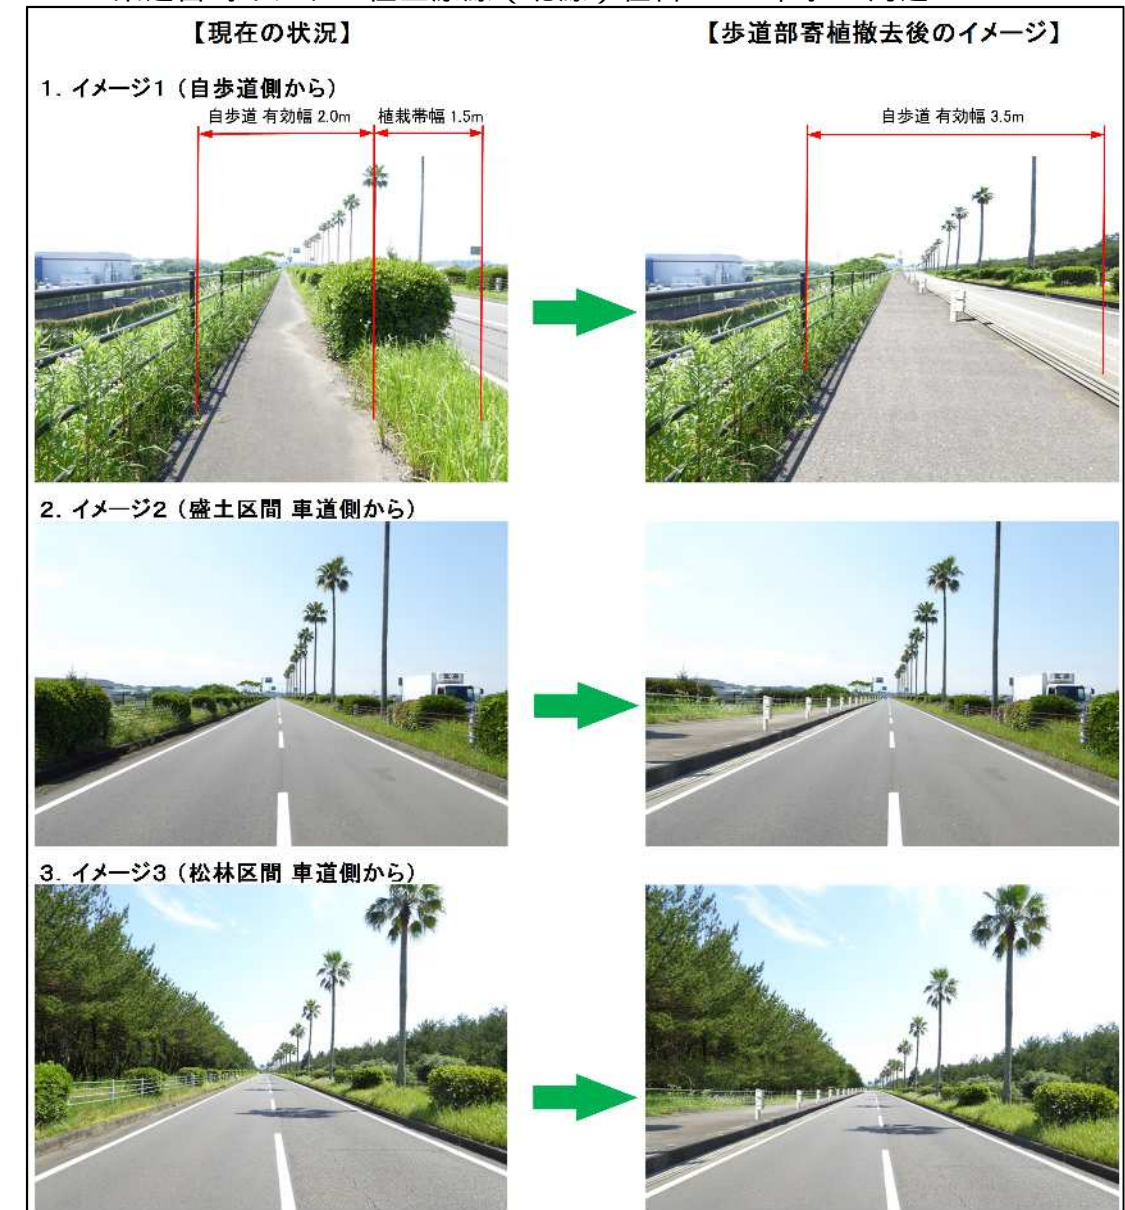 【現在の状況】
【歩道部寄植撤去後のイメージ】
1. イメージ1 (自歩道側から)
自歩道 有効幅 2.0m
植栽帯幅 1.5m
自歩道 有効幅 3.5m
2. イメージ2 (盛土区間 車道側から)
3. イメージ3 (松林区間 車道側から)